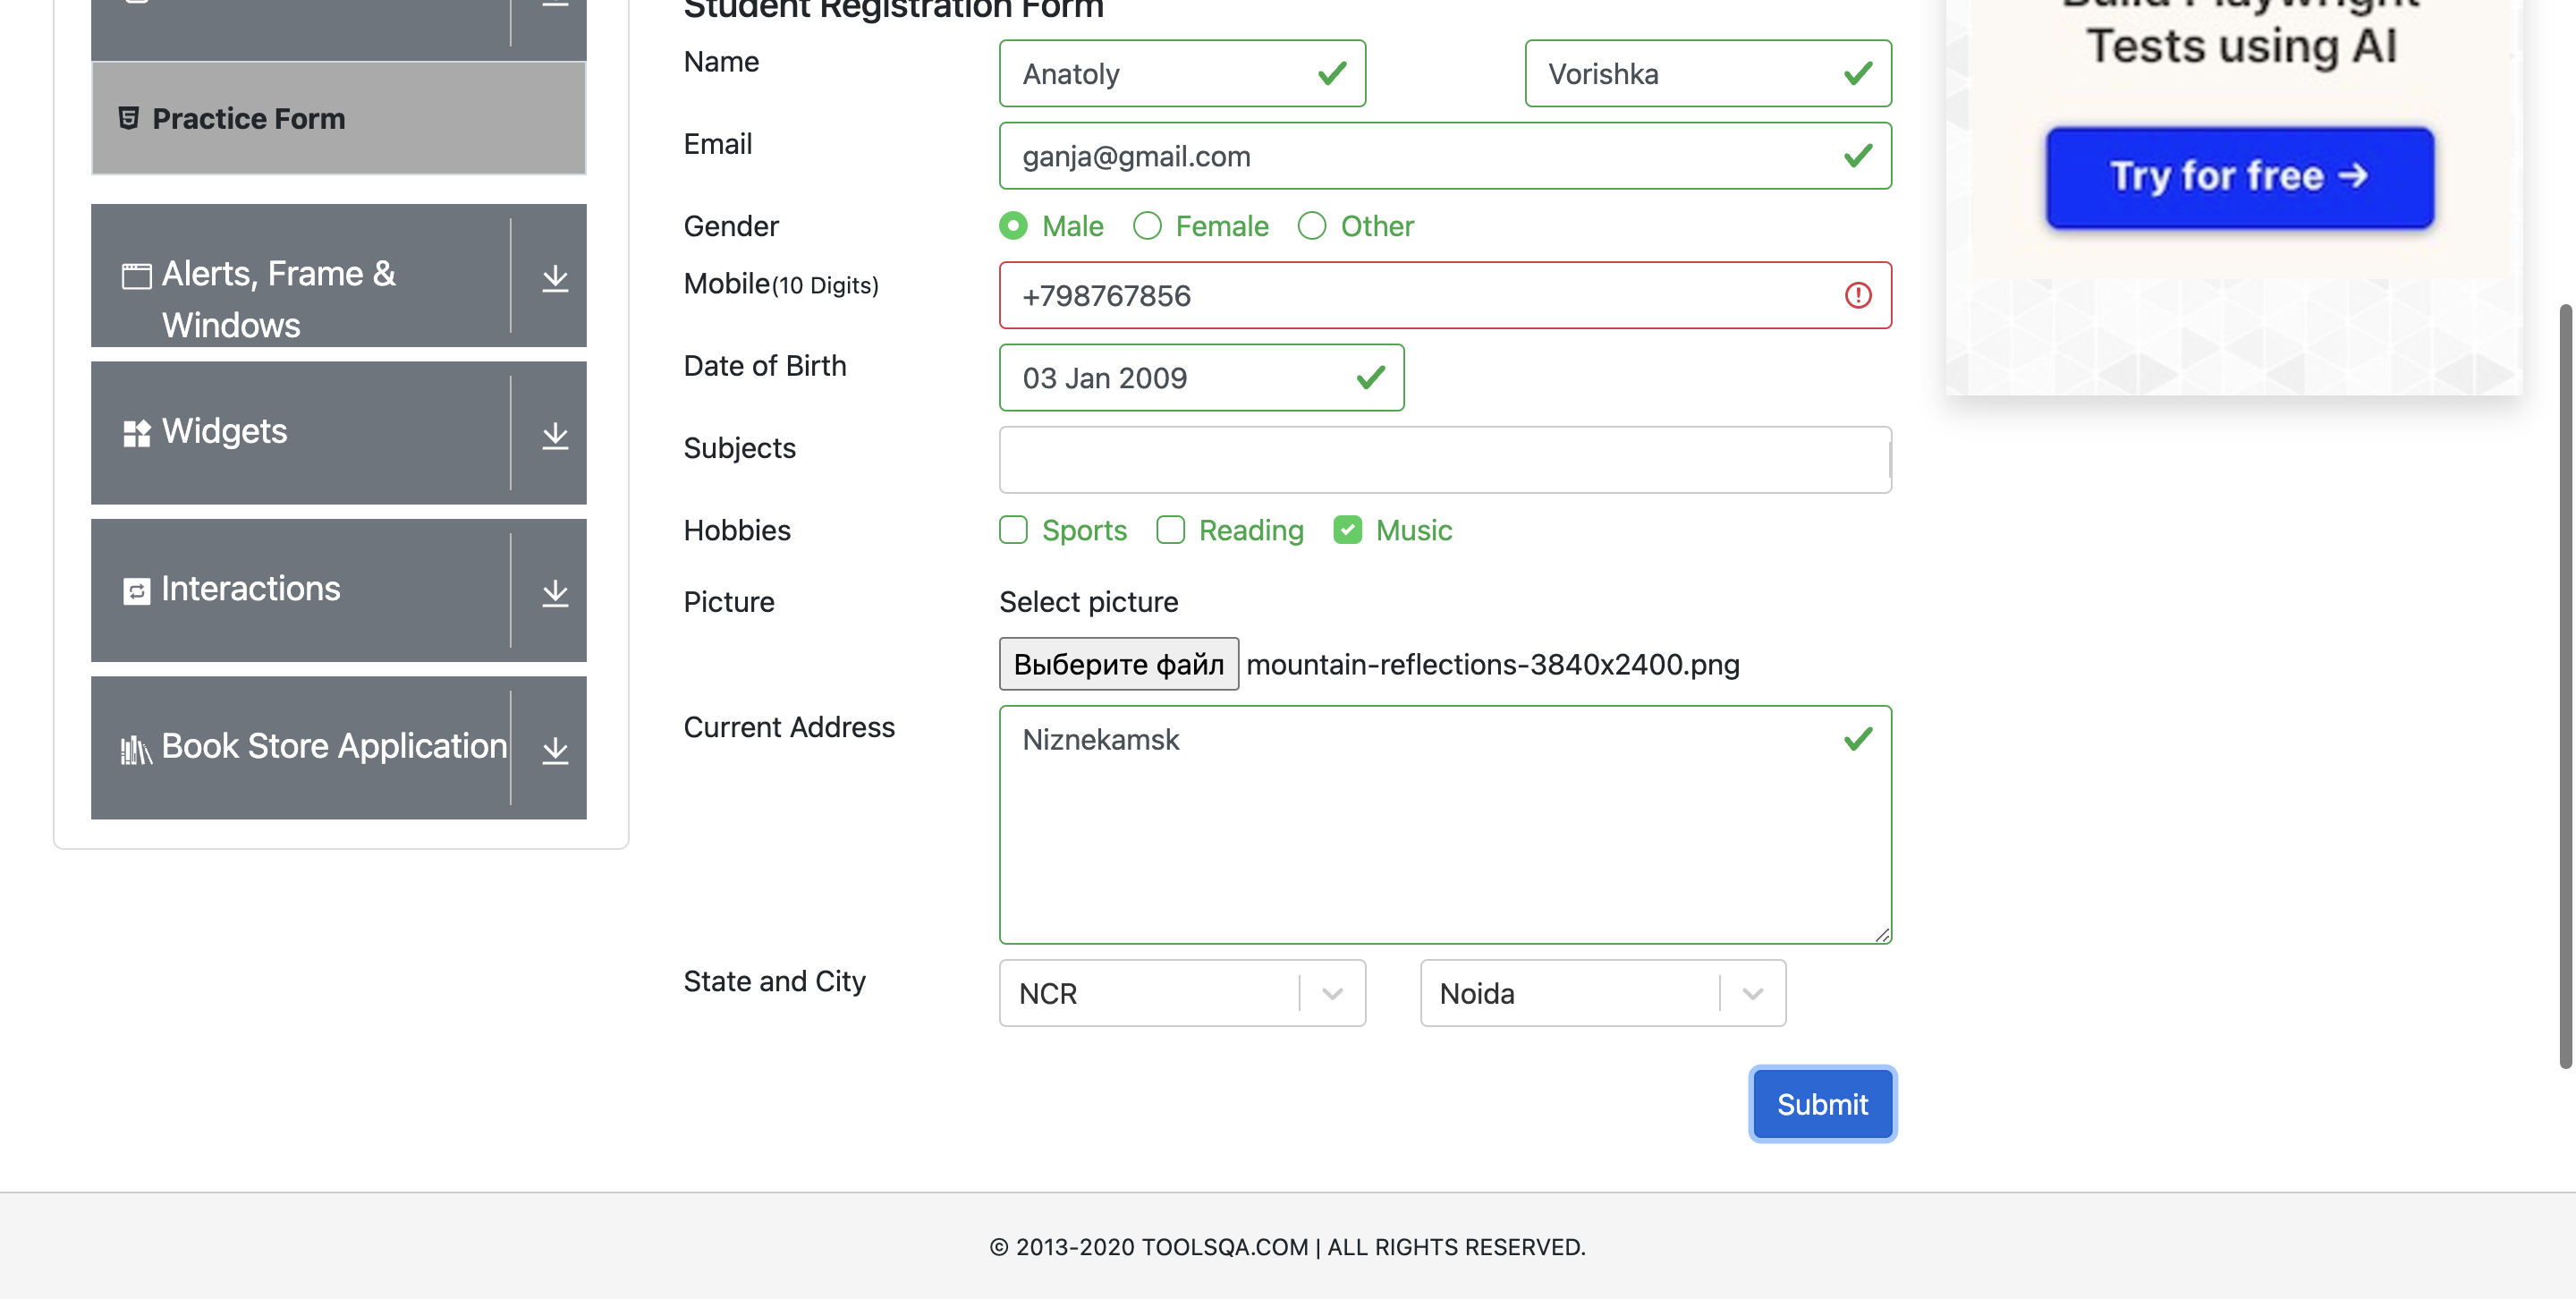 Student Registration Form
Build Playwright
Tests using AI
Try for free →
Practice Form
Alerts, Frame &
Windows
Widgets
Interactions
Book Store Application
Name
Anatoly
Vorishka
Email
ganja@gmail.com
Gender
Male
Female
Other
Mobile(10 Digits)
+798767856
Date of Birth
03 Jan 2009
Subjects
Hobbies
Sports
Reading
Music
Picture
Select picture
Выберите файл mountain-reflections-3840x2400.png
Current Address
Niznekamsk
State and City
NCR
Noida
Submit
© 2013-2020 TOOLSQA.COM | ALL RIGHTS RESERVED.